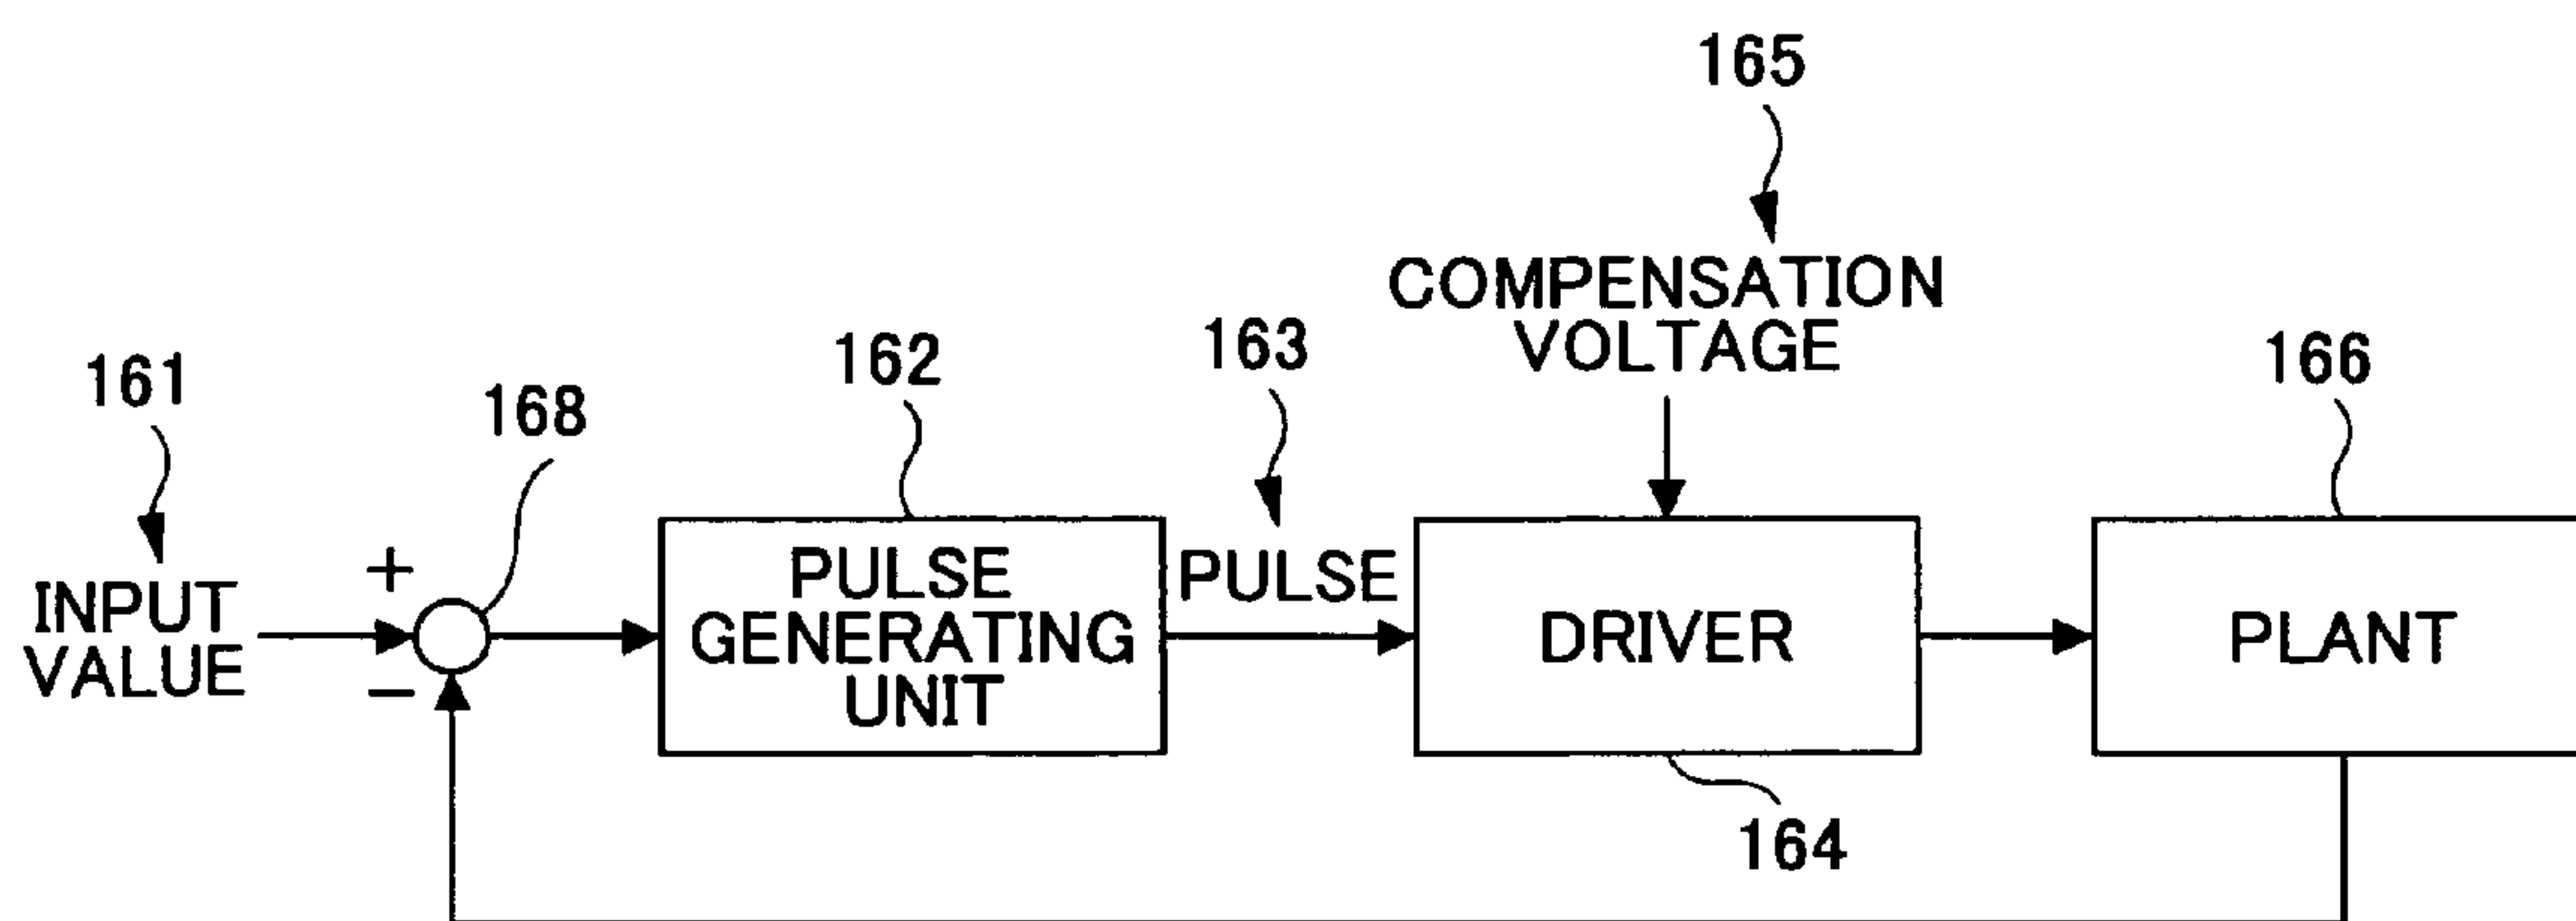 165
COMPENSATION
VOLTAGE
161
168
162
163
166
INPUT
VALUE
+
−
PULSE
GENERATING
UNIT
PULSE
DRIVER
PLANT
164